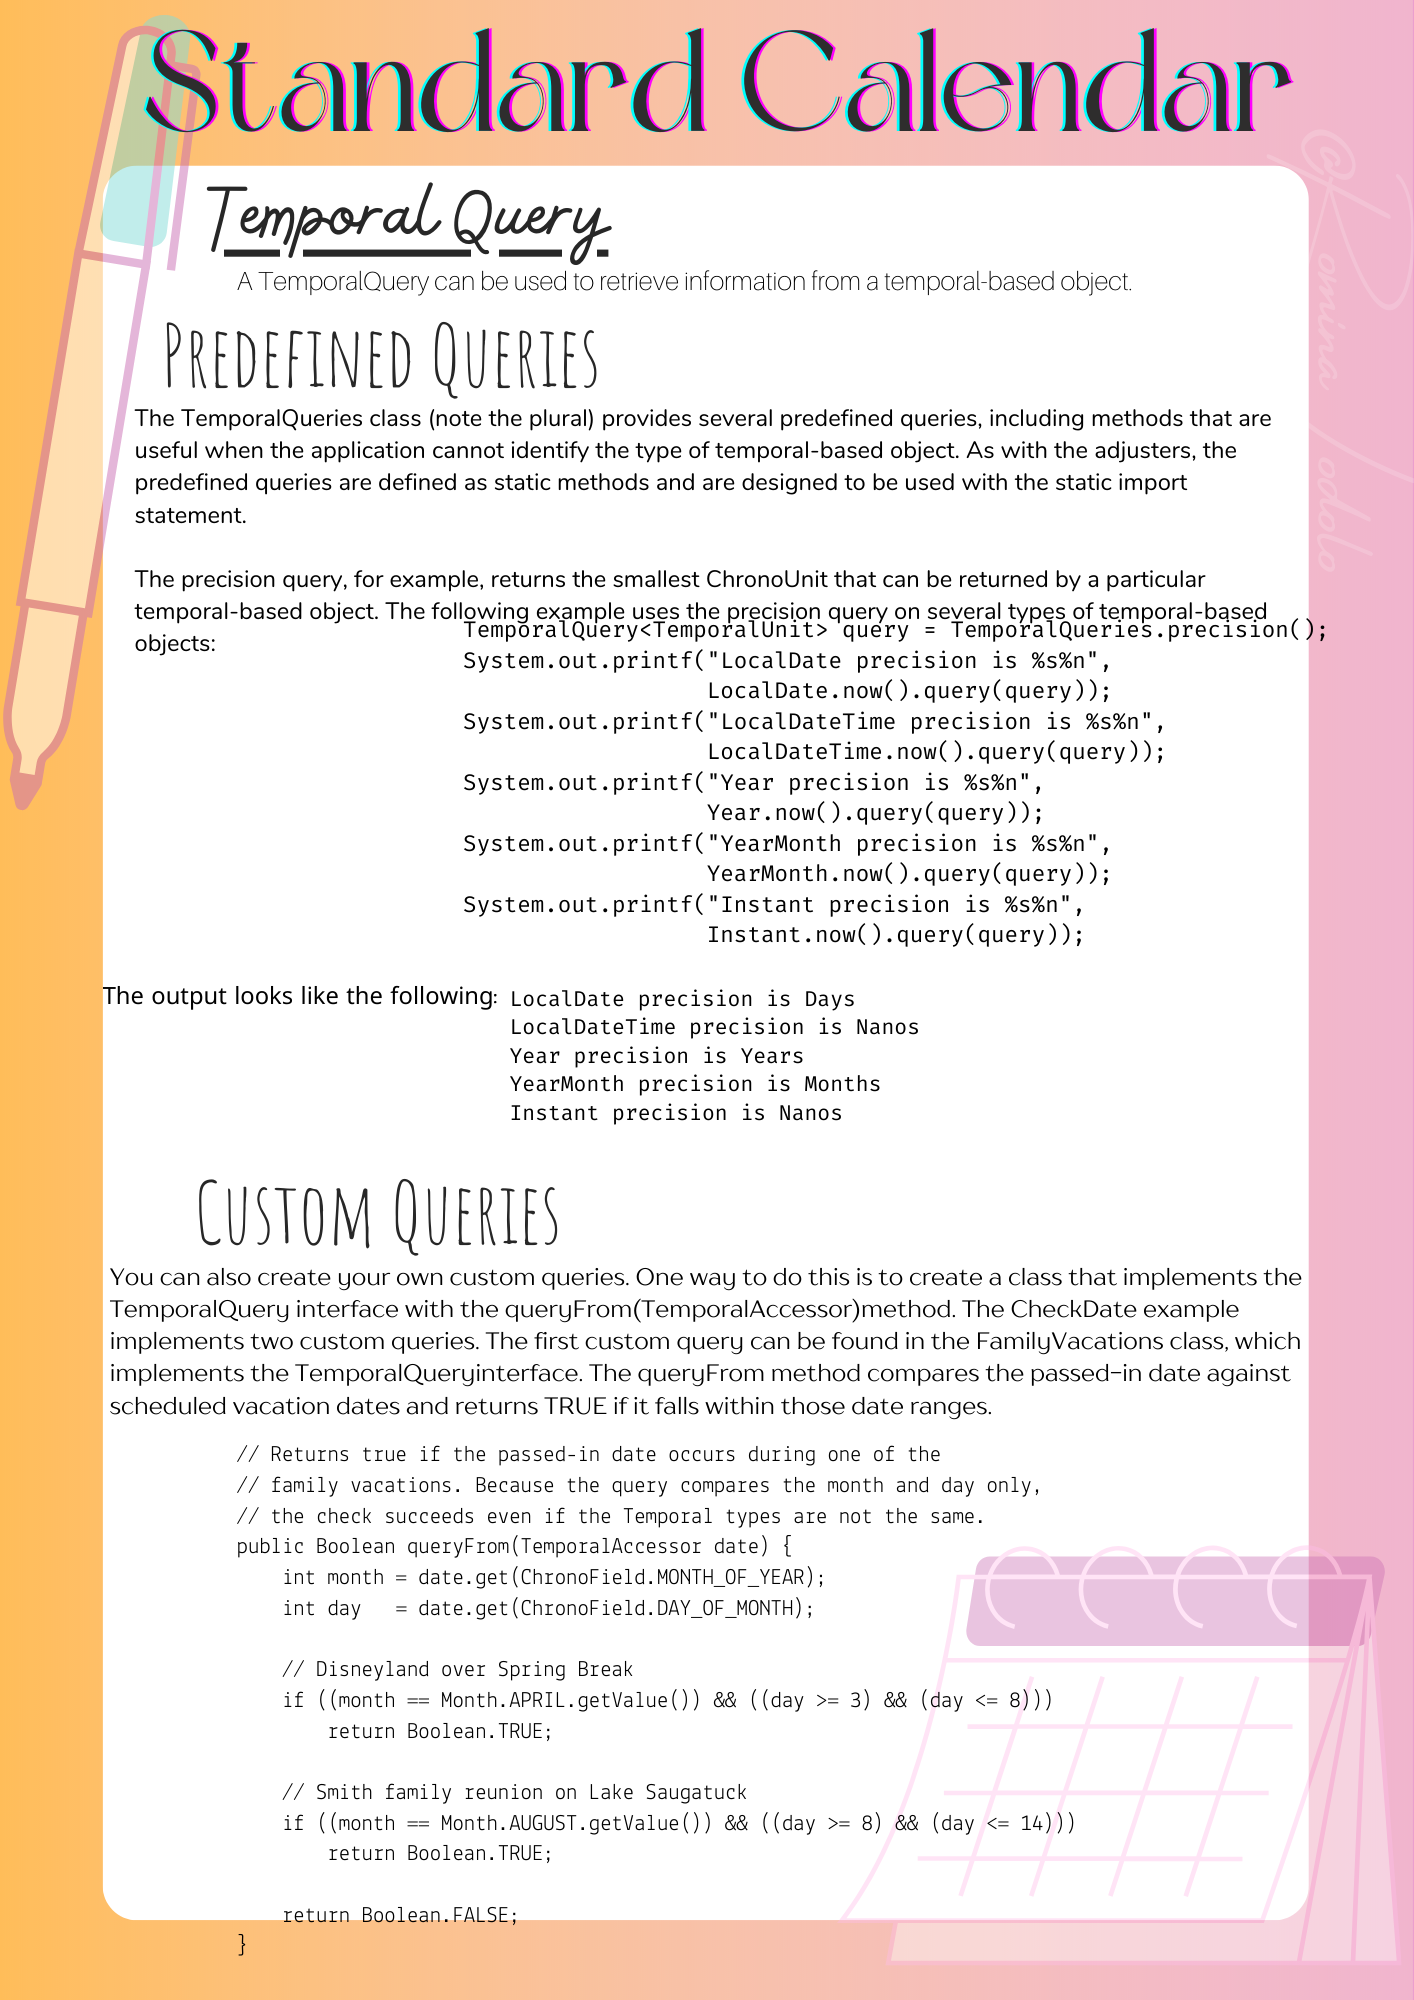 Standard Calendar
Temporal Query
A TemporalQuery can be used to retrieve information from a temporal-based object.
Predefined Queries
The TemporalQueries class (note the plural) provides several predefined queries, including methods that are
useful when the application cannot identify the type of temporal-based object. As with the adjusters, the
predefined queries are defined as static methods and are designed to be used with the static import
statement.
The precision query, for example, returns the smallest ChronoUnit that can be returned by a particular
temporal-based object. The following example uses the precision query on several types of temporal-based
objects:
TemporalQuery<TemporalUnit> query = TemporalQueries.precision();
System.out.printf("LocalDate precision is %s%n",
                  LocalDate.now().query(query));
System.out.printf("LocalDateTime precision is %s%n",
                  LocalDateTime.now().query(query));
System.out.printf("Year precision is %s%n",
                  Year.now().query(query));
System.out.printf("YearMonth precision is %s%n",
                  YearMonth.now().query(query));
System.out.printf("Instant precision is %s%n",
                  Instant.now().query(query));
The output looks like the following:
LocalDate precision is Days
LocalDateTime precision is Nanos
Year precision is Years
YearMonth precision is Months
Instant precision is Nanos
Custom Queries
You can also create your own custom queries. One way to do this is to create a class that implements the
TemporalQuery interface with the queryFrom(TemporalAccessor)method. The CheckDate example
implements two custom queries. The first custom query can be found in the FamilyVacations class, which
implements the TemporalQueryinterface. The queryFrom method compares the passed-in date against
scheduled vacation dates and returns TRUE if it falls within those date ranges.
// Returns true if the passed-in date occurs during one of the
// family vacations. Because the query compares the month and day only,
// the check succeeds even if the Temporal types are not the same.
public Boolean queryFrom(TemporalAccessor date) {
    int month = date.get(ChronoField.MONTH_OF_YEAR);
    int day   = date.get(ChronoField.DAY_OF_MONTH);
    // Disneyland over Spring Break
    if ((month == Month.APRIL.getValue()) && ((day >= 3) && (day <= 8)))
        return Boolean.TRUE;
    // Smith family reunion on Lake Saugatuck
    if ((month == Month.AUGUST.getValue()) && ((day >= 8) && (day <= 14)))
        return Boolean.TRUE;
    return Boolean.FALSE;
}
@Romina Iodolo